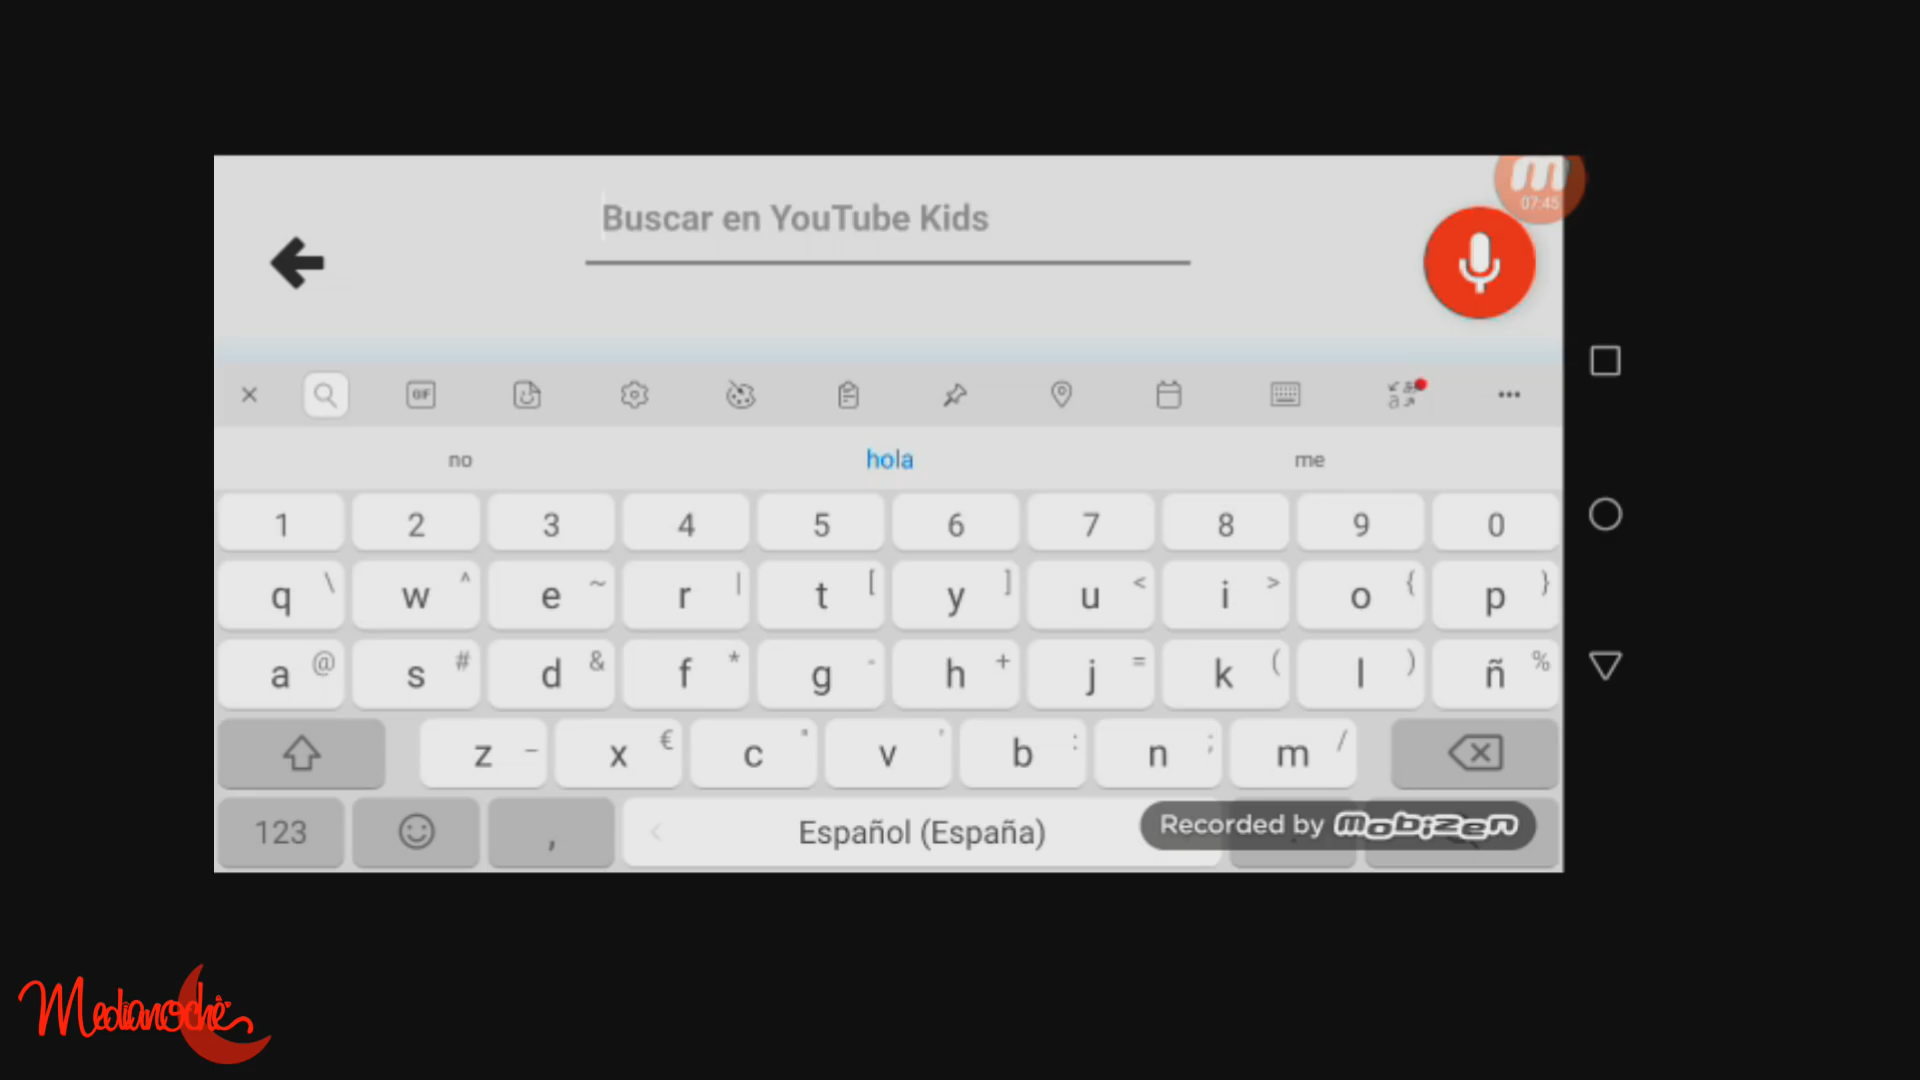 07:45
Buscar en YouTube Kids
GIF
no hola me
1 2 3 4 5 6 7 8 9 0
q \ w ^ e ~ r | t [ y ] u < i > o { p }
a @ s # d & f * g - h + j = k ( l ) ñ %
z _ x € c " v ' b : n ; m /
123 , Español (España)
Recorded by mobizen
Medianoche